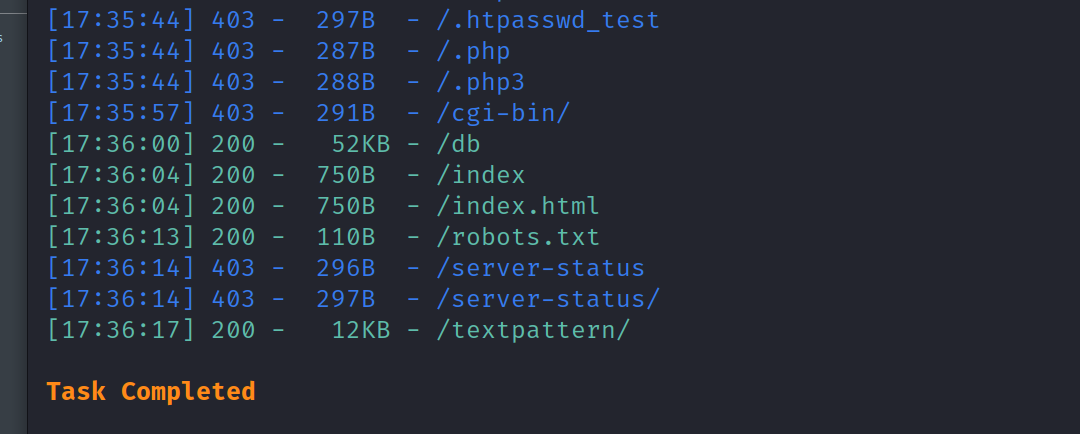 [17:35:44] 403 -   297B  - /.htpasswd_test
[17:35:44] 403 -   287B  - /.php
[17:35:44] 403 -   288B  - /.php3
[17:35:57] 403 -   291B  - /cgi-bin/
[17:36:00] 200 -    52KB - /db
[17:36:04] 200 -   750B  - /index
[17:36:04] 200 -   750B  - /index.html
[17:36:13] 200 -   110B  - /robots.txt
[17:36:14] 403 -   296B  - /server-status
[17:36:14] 403 -   297B  - /server-status/
[17:36:17] 200 -    12KB - /textpattern/
Task Completed